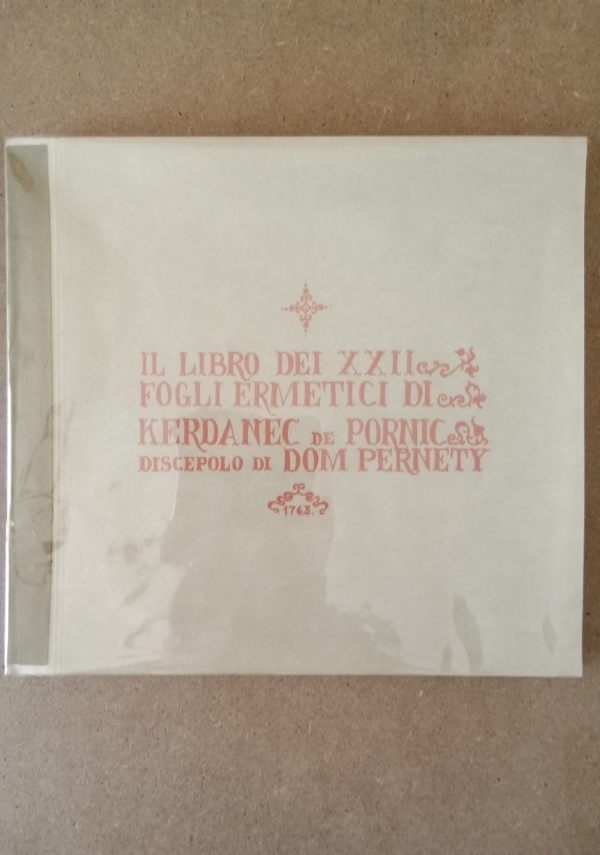 IL LIBRO DEI XXII
FOGLI ERMETICI DI
KERDANEC DE PORNIC
DISCEPOLO DI DOM PERNETY
1763.